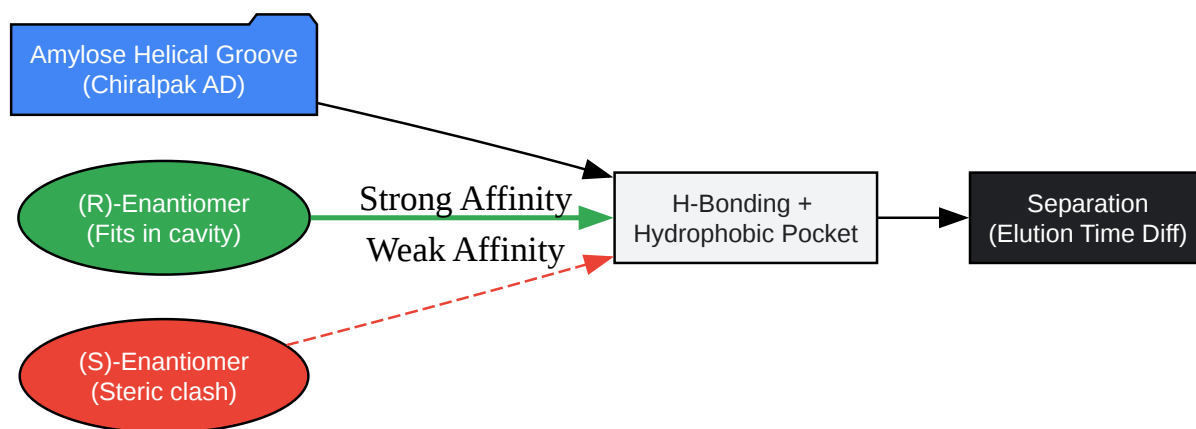 Amylose Helical Groove
(Chiralpak AD)
(R)-Enantiomer
(Fits in cavity)
Strong Affinity
Weak Affinity
(S)-Enantiomer
(Steric clash)
H-Bonding +
Hydrophobic Pocket
Separation
(Elution Time Diff)